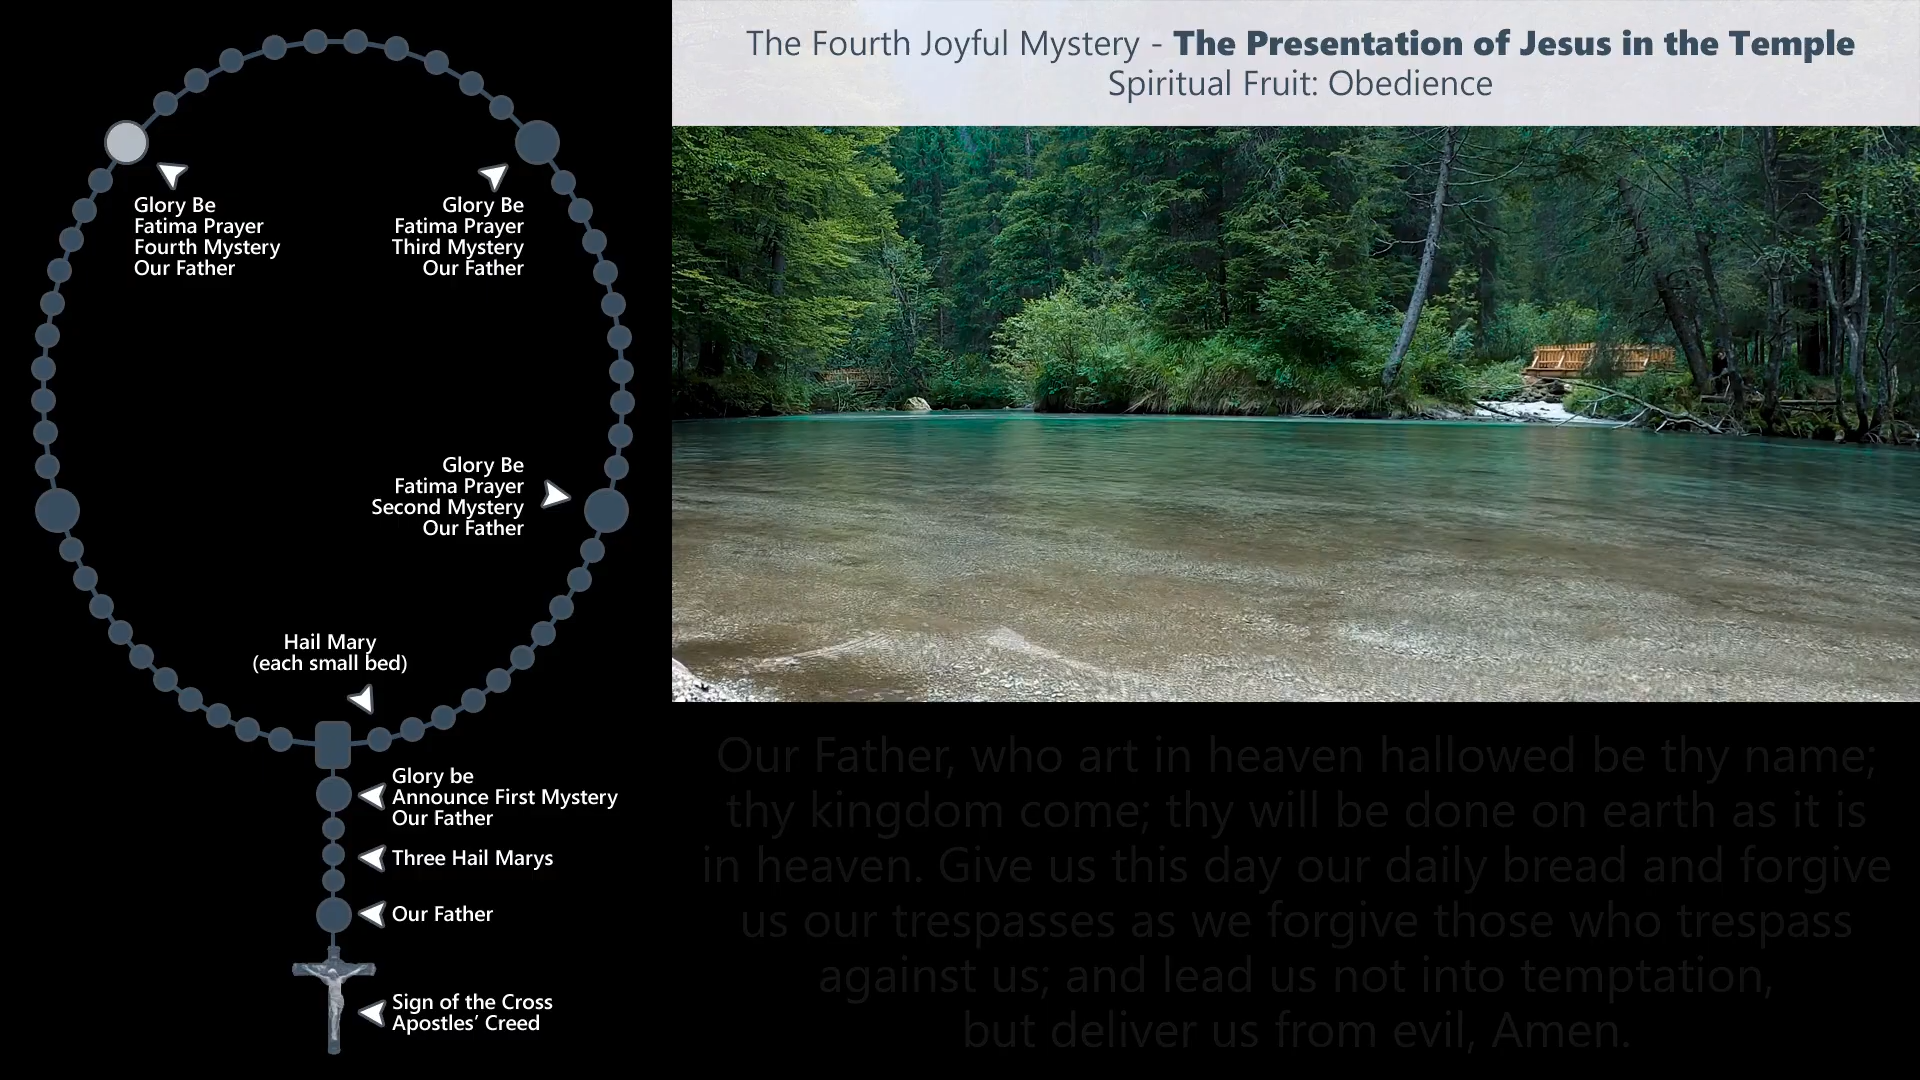 The Fourth Joyful Mystery - The Presentation of Jesus in the Temple
Spiritual Fruit: Obedience
Glory Be
Fatima Prayer
Fourth Mystery
Our Father
Glory Be
Fatima Prayer
Third Mystery
Our Father
Glory Be
Fatima Prayer
Second Mystery
Our Father
Hail Mary
(each small bed)
Glory be
Announce First Mystery
Our Father
Three Hail Marys
Our Father
Sign of the Cross
Apostles’ Creed
Our Father, who art in heaven hallowed be thy name;
thy kingdom come; thy will be done on earth as it is
in heaven. Give us this day our daily bread and forgive
us our trespasses as we forgive those who trespass
against us; and lead us not into temptation,
but deliver us from evil, Amen.